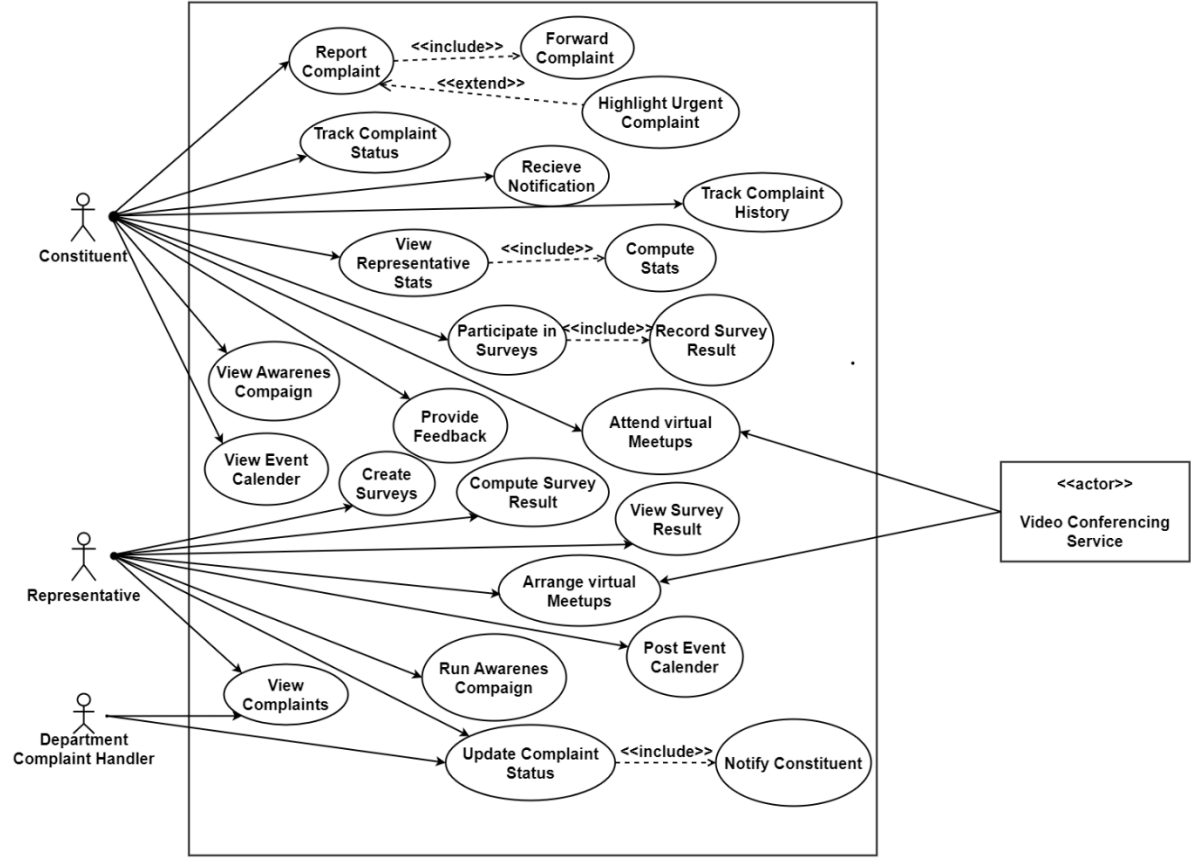 Report
Complaint
<<include>>
Forward
Complaint
<<extend>>
Highlight Urgent
Complaint
Track Complaint
Status
Recieve
Notification
Track Complaint
History
Constituent
View
Representative
Stats
<<include>>
Compute
Stats
Participate in
Surveys
<<include>>
Record Survey
Result
View Awarenes
Compaign
Provide
Feedback
Attend virtual
Meetups
View Event
Calender
Create
Surveys
Compute Survey
Result
View Survey
Result
<<actor>>
Video Conferencing
Service
Representative
Arrange virtual
Meetups
Post Event
Calender
Run Awarenes
Compaign
View
Complaints
Department
Complaint Handler
Update Complaint
Status
<<include>>
Notify Constituent